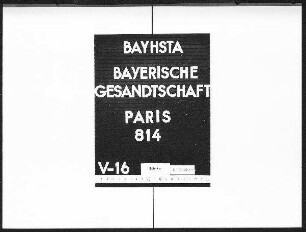 BAYHSTA
BAYERISCHE
GESANDTSCHAFT
PARIS
814
V-16